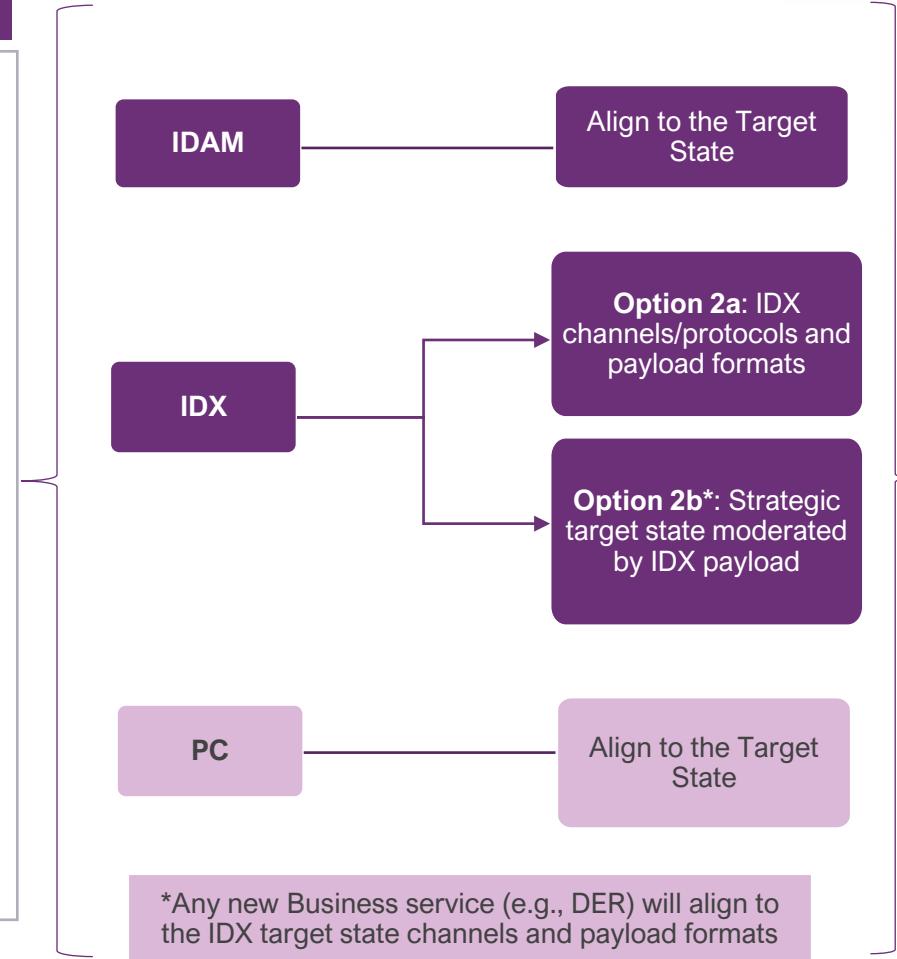 IDAM
Align to the Target
State
IDX
Option 2a: IDX
channels/protocols and
payload formats
Option 2b*: Strategic
target state moderated
by IDX payload
PC
Align to the Target
State
*Any new Business service (e.g., DER) will align to
the IDX target state channels and payload formats